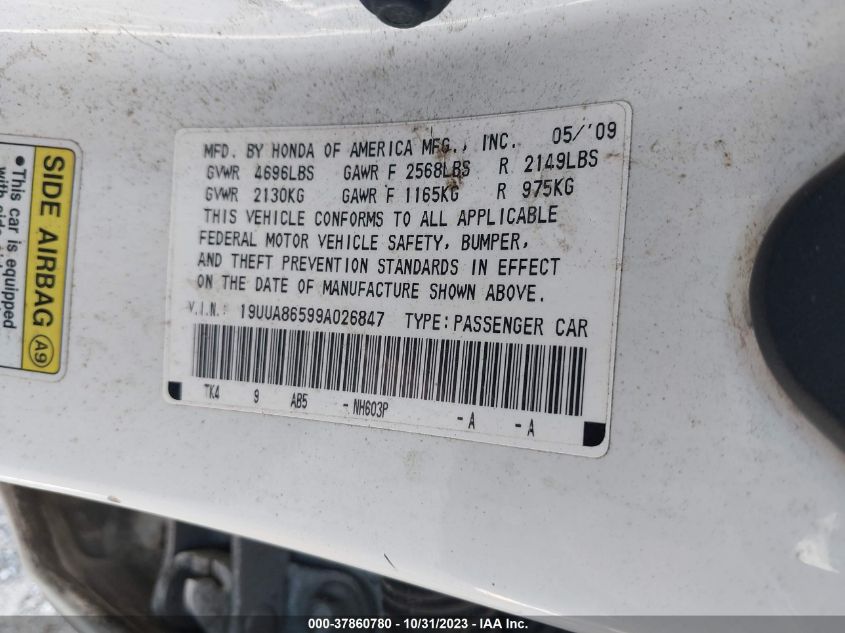 MFD. BY HONDA OF AMERICA MFG., INC. 05/'09
GVWR 4696LBS GAWR F 2568LBS R 2149LBS
GVWR 2130KG GAWR F 1165KG R 975KG
THIS VEHICLE CONFORMS TO ALL APPLICABLE
FEDERAL MOTOR VEHICLE SAFETY, BUMPER,
AND THEFT PREVENTION STANDARDS IN EFFECT
ON THE DATE OF MANUFACTURE SHOWN ABOVE.
V.I.N.: 19UUA86599A026847 TYPE:PASSENGER CAR
TK4 9 AB5 -NH603P -A -A
SIDE AIRBAG A9
•This car is equipped
000-37860780 - 10/31/2023 - IAA Inc.